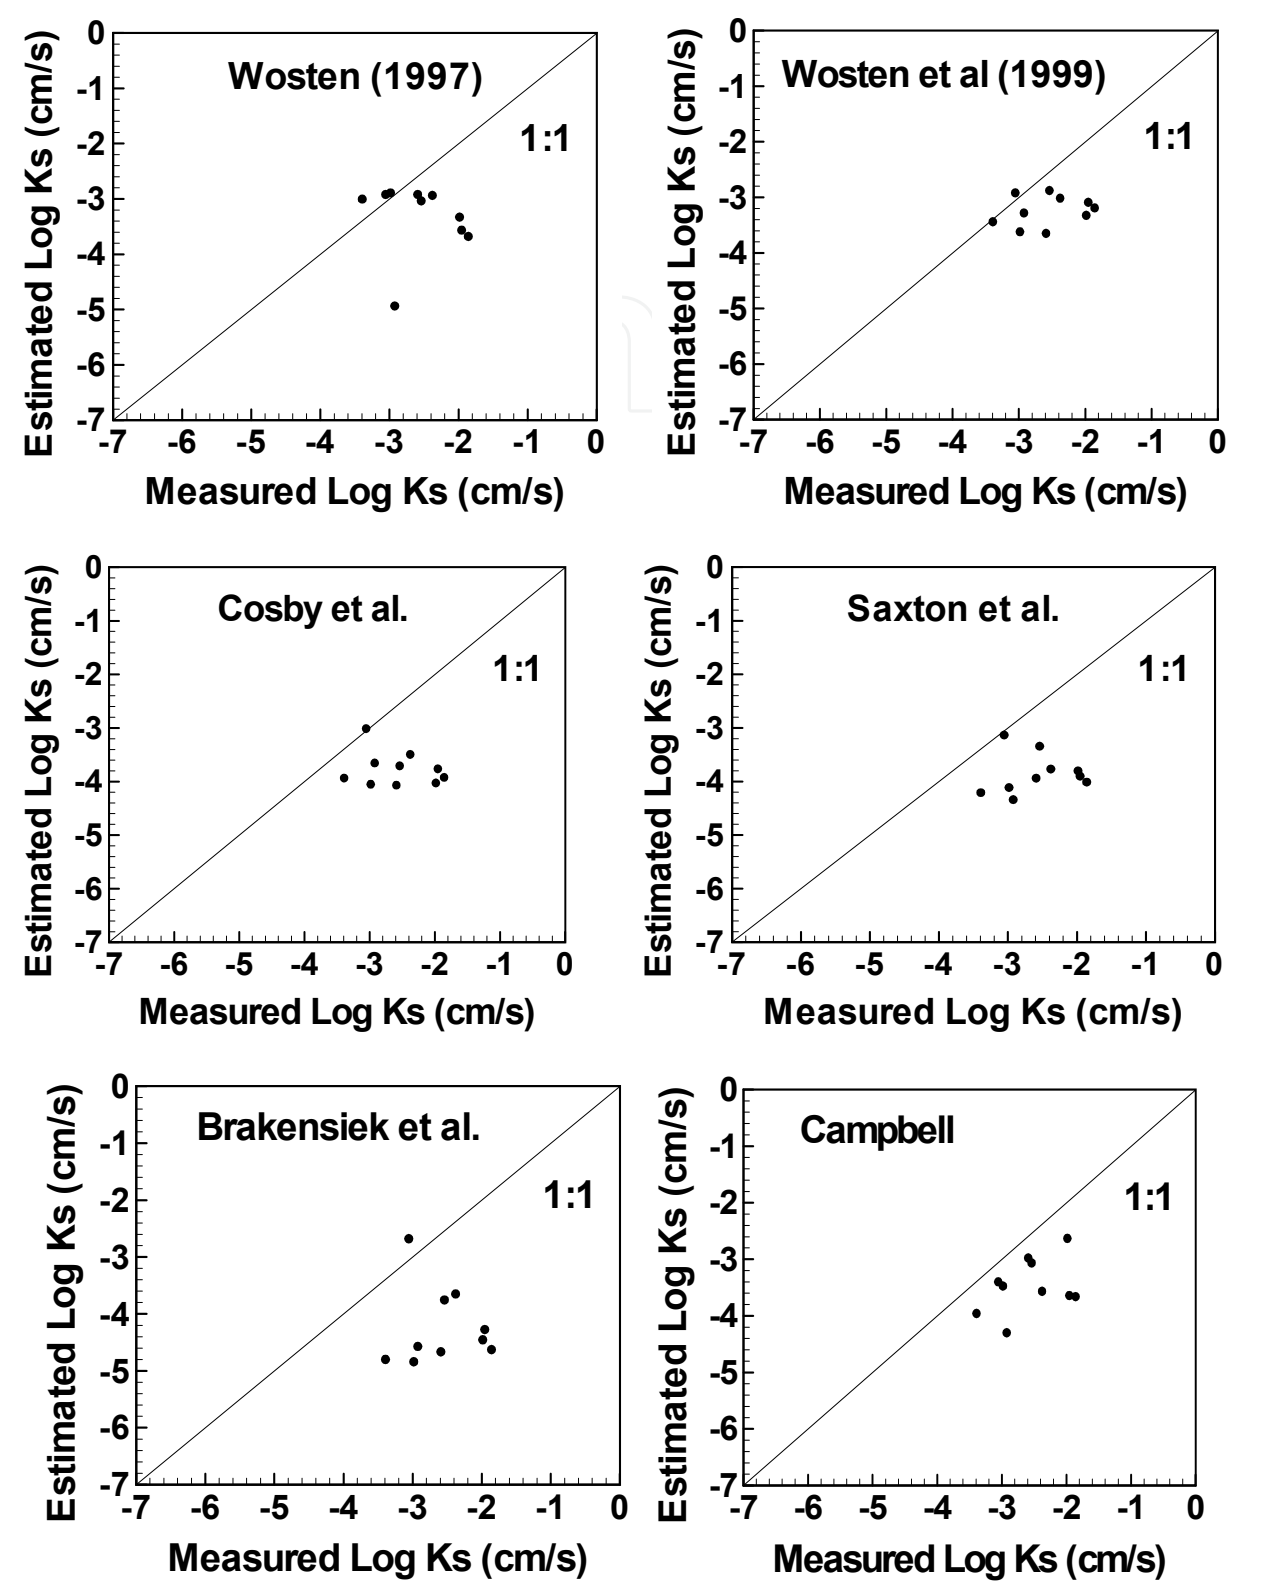 Wosten (1997)
1:1
Estimated Log Ks (cm/s)
0
-1
-2
-3
-4
-5
-6
-7
-7 -6 -5 -4 -3 -2 -1 0
Measured Log Ks (cm/s)
Wosten et al (1999)
1:1
Estimated Log Ks (cm/s)
0
-1
-2
-3
-4
-5
-6
-7
-7 -6 -5 -4 -3 -2 -1 0
Measured Log Ks (cm/s)
Cosby et al.
1:1
Estimated Log Ks (cm/s)
0
-1
-2
-3
-4
-5
-6
-7
-7 -6 -5 -4 -3 -2 -1 0
Measured Log Ks (cm/s)
Saxton et al.
1:1
Estimated Log Ks (cm/s)
0
-1
-2
-3
-4
-5
-6
-7
-7 -6 -5 -4 -3 -2 -1 0
Measured Log Ks (cm/s)
Brakensiek et al.
1:1
Estimated Log Ks (cm/s)
0
-1
-2
-3
-4
-5
-6
-7
-7 -6 -5 -4 -3 -2 -1 0
Measured Log Ks (cm/s)
Campbell
1:1
Estimated Log Ks (cm/s)
0
-1
-2
-3
-4
-5
-6
-7
-7 -6 -5 -4 -3 -2 -1 0
Measured Log Ks (cm/s)